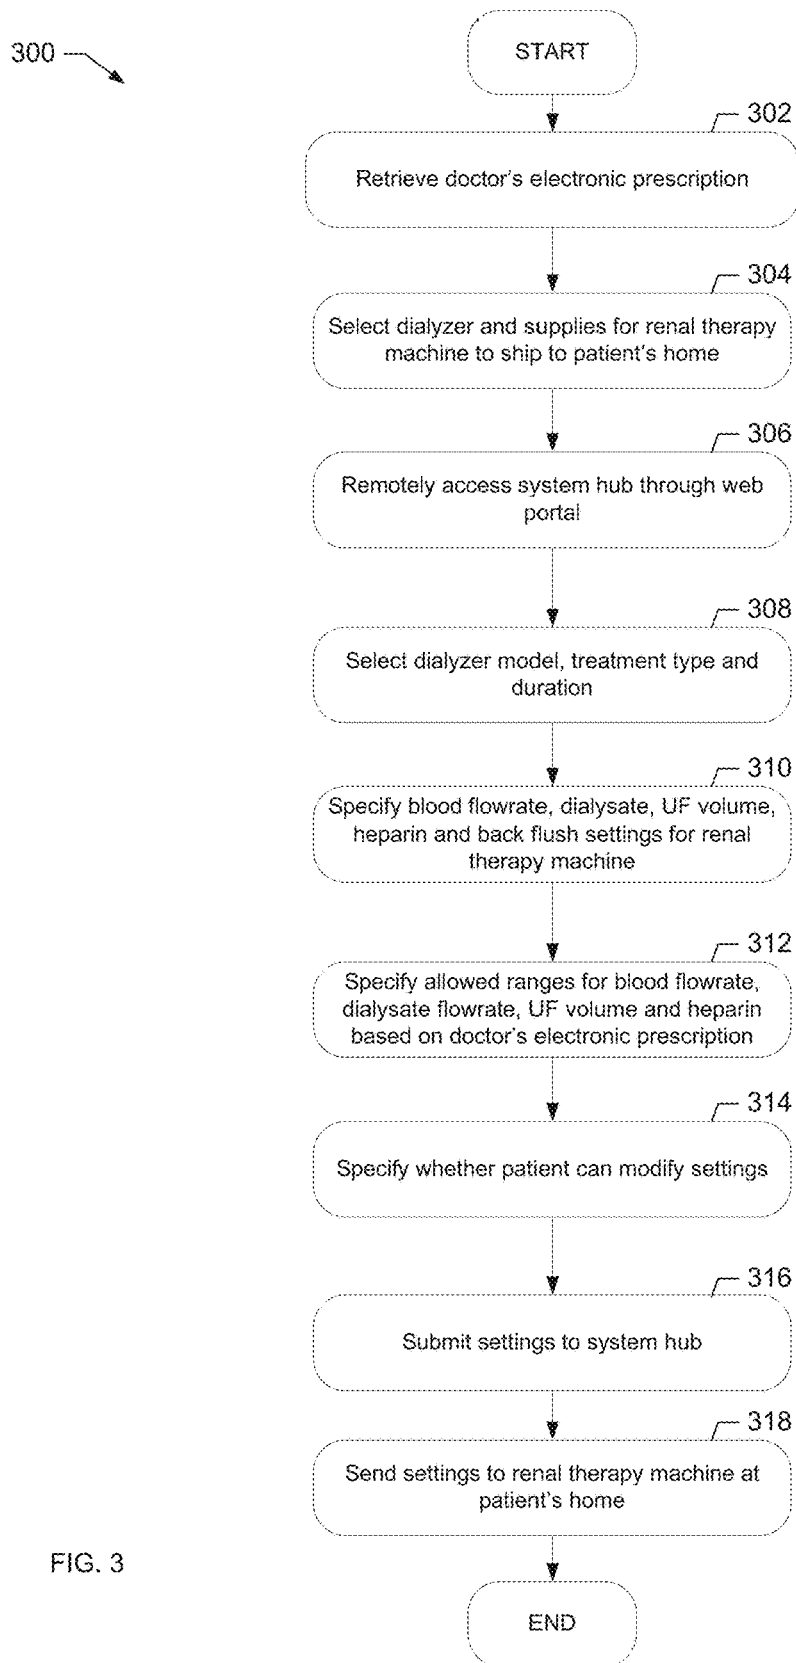 300
START
302
Retrieve doctor's electronic prescription
304
Select dialyzer and supplies for renal therapy
machine to ship to patient's home
306
Remotely access system hub through web
portal
308
Select dialyzer model, treatment type and
duration
310
Specify blood flowrate, dialysate, UF volume,
heparin and back flush settings for renal
therapy machine
312
Specify allowed ranges for blood flowrate,
dialysate flowrate, UF volume and heparin
based on doctor's electronic prescription
314
Specify whether patient can modify settings
316
Submit settings to system hub
318
Send settings to renal therapy machine at
patient's home
FIG. 3
END